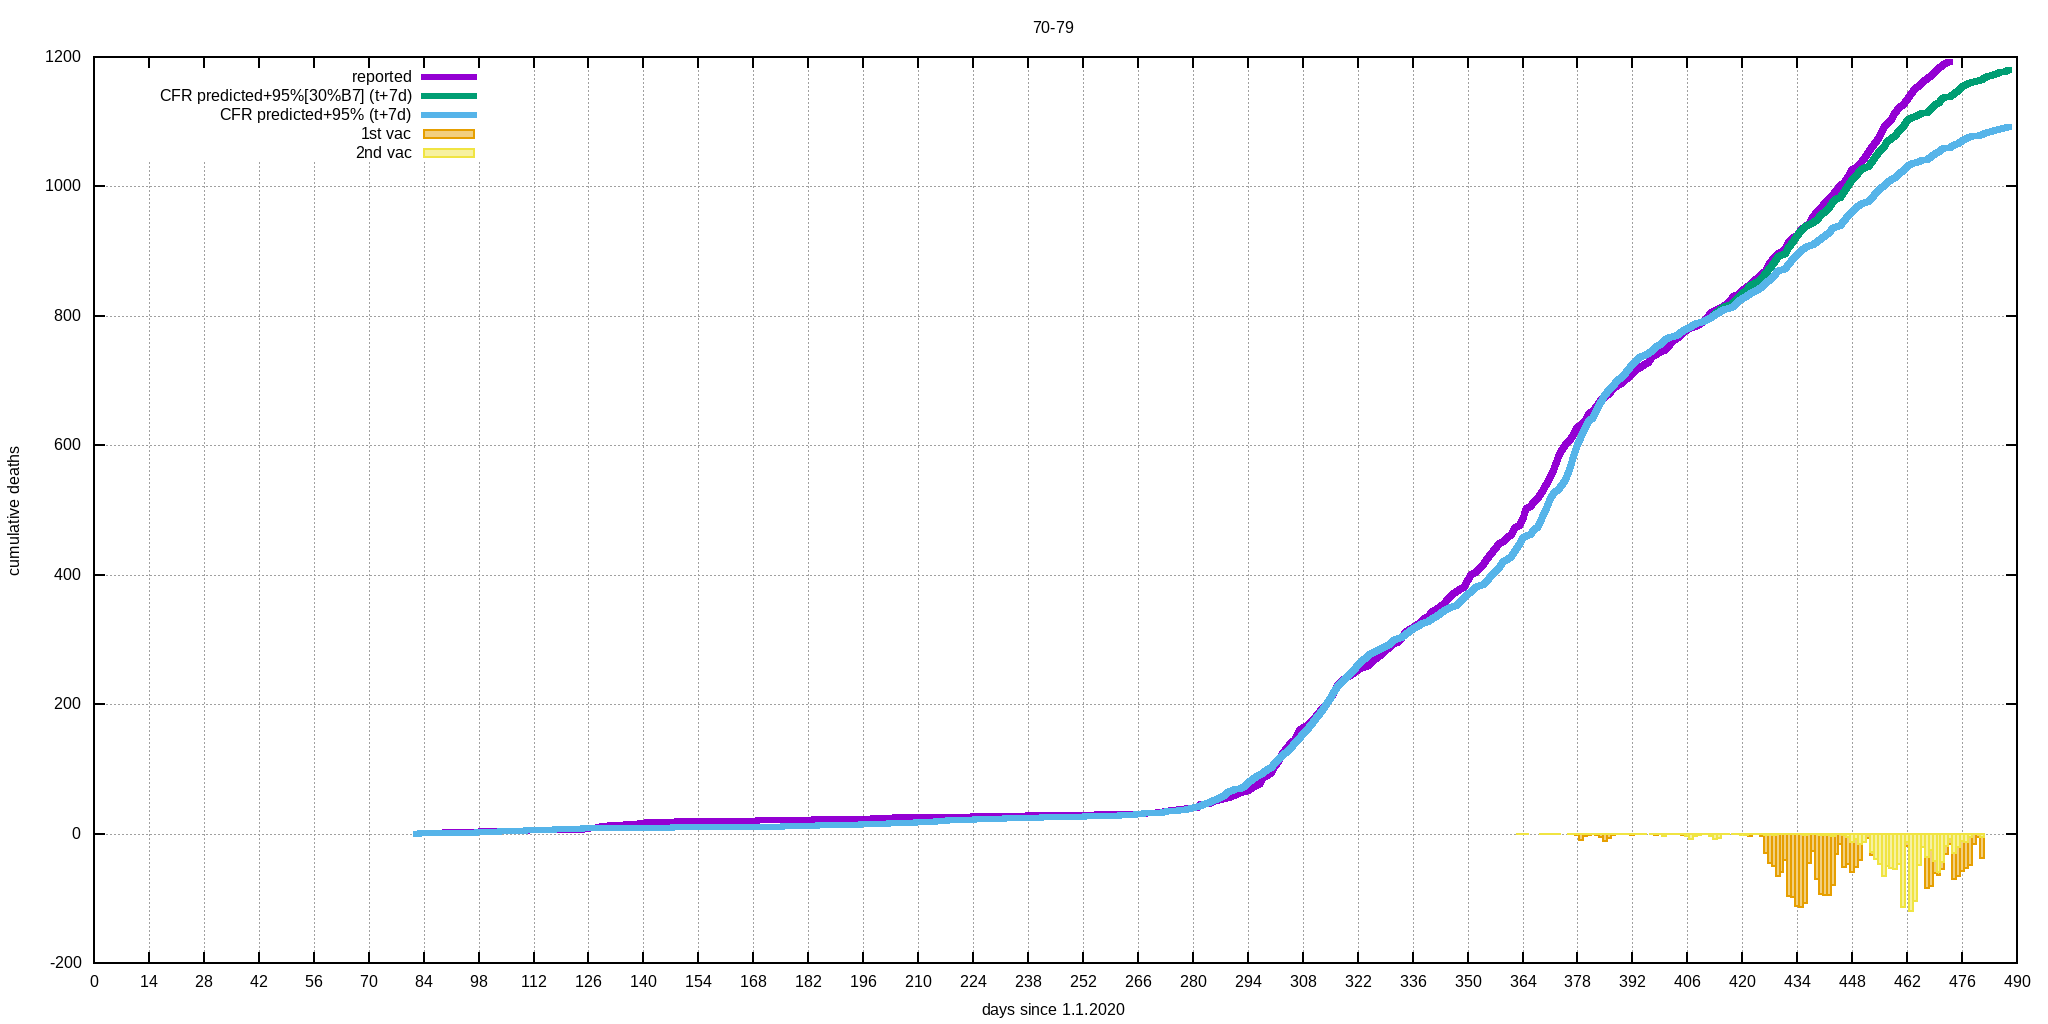 70-79
1200
1000
800
600
400
200
0
-200
cumulative deaths
reported
CFR predicted+95%[30%B7] (t+7d)
CFR predicted+95% (t+7d)
1st vac
2nd vac
0 14 28 42 56 70 84 98 112 126 140 154 168 182 196 210 224 238 252 266 280 294 308 322 336 350 364 378 392 406 420 434 448 462 476 490
days since 1.1.2020